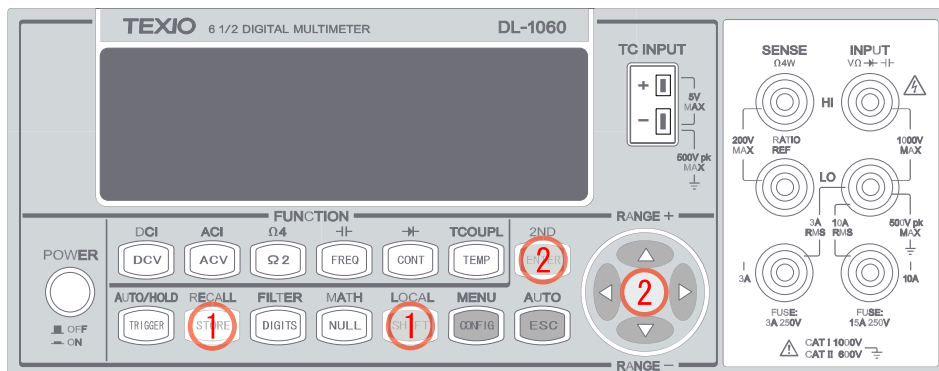 TEXIO 6 1/2 DIGITAL MULTIMETER DL-1060
TC INPUT
+
−
5V
MAX
500V pk
MAX
SENSE
Ω4W
INPUT
VΩ
HI
200V
MAX
RATIO
REF
1000V
MAX
LO
3A
RMS
10A
RMS
500V pk
MAX
3A
10A
FUSE:
3A 250V
FUSE:
15A 250V
CAT I 1000V
CAT II 600V
FUNCTION
RANGE +
DCI ACI Ω4 TCOUPL 2ND
POWER
DCV ACV Ω2 FREQ CONT TEMP ENTER
2
2
AUTO/HOLD RECALL FILTER MATH LOCAL MENU AUTO
TRIGGER STORE DIGITS NULL SHIFT CONFIG ESC
1
1
OFF
ON
RANGE −